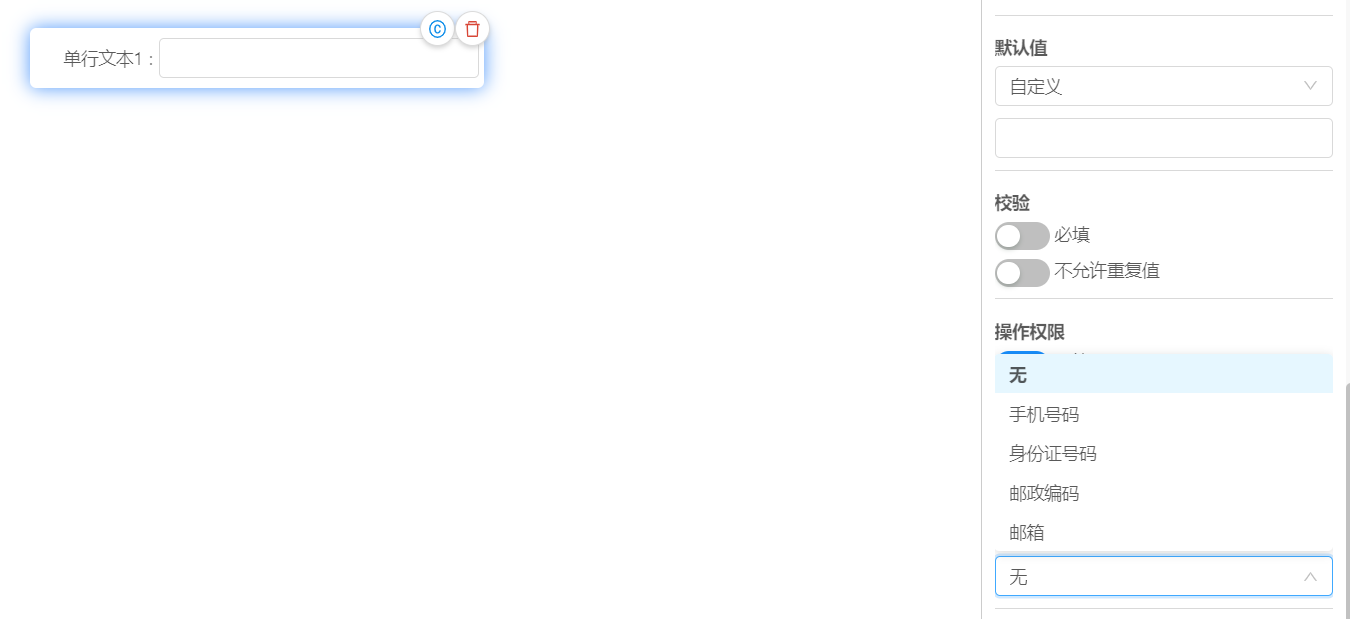 单行文本1 :
默认值
自定义
校验
必填
不允许重复值
操作权限
无
手机号码
身份证号码
邮政编码
邮箱
无